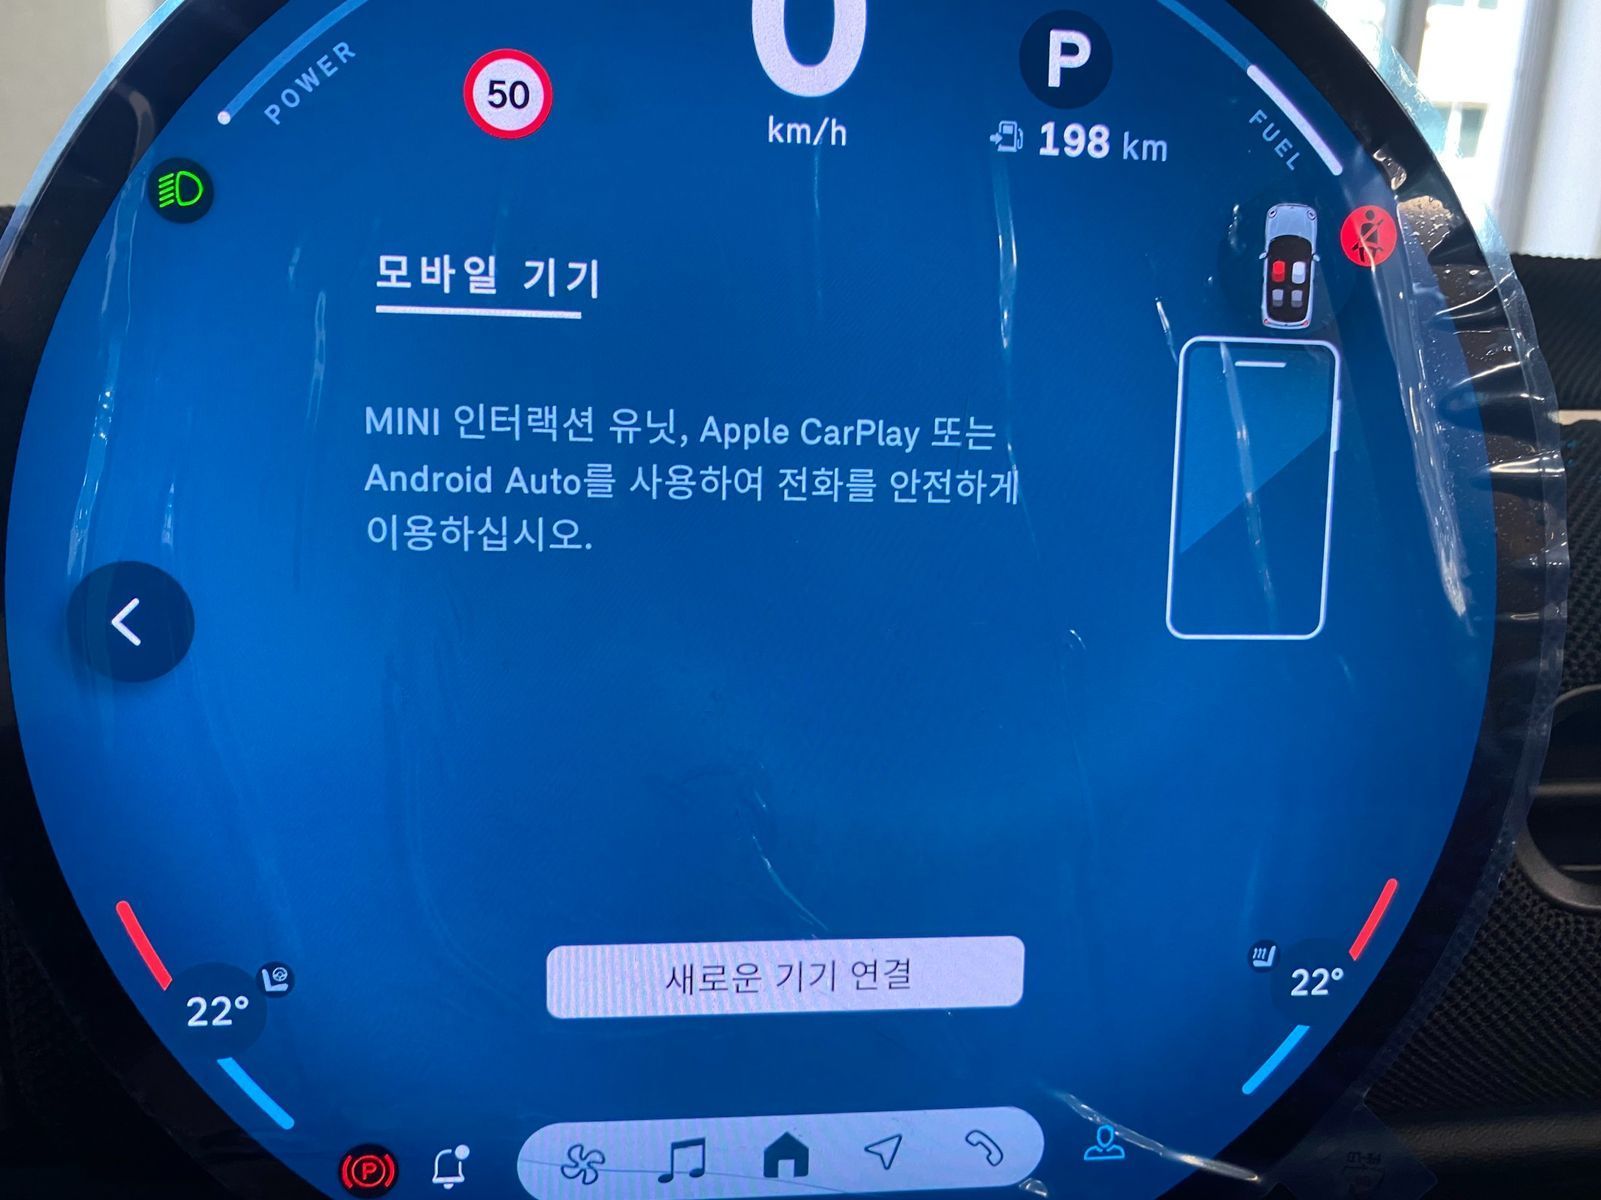 POWER
50
0
km/h
P
198 km
FUEL
모바일 기기
MINI 인터랙션 유닛, Apple CarPlay 또는
Android Auto를 사용하여 전화를 안전하게
이용하십시오.
새로운 기기 연결
22°
22°
P